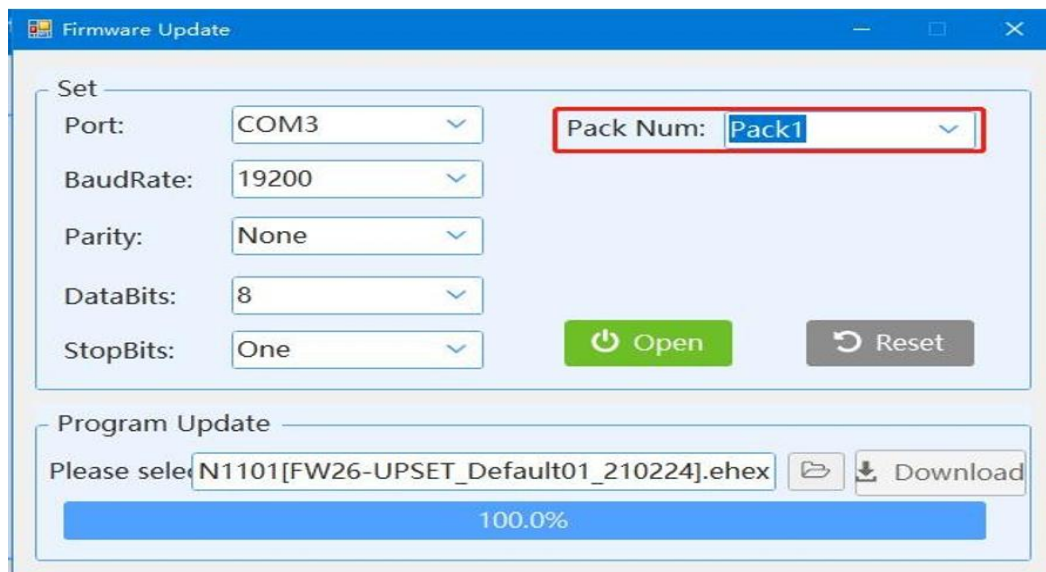 Firmware Update
Set
Port: COM3 Pack Num: Pack1
BaudRate: 19200
Parity: None
DataBits: 8
StopBits: One Open Reset
Program Update
Please selec N1101[FW26-UPSET_Default01_210224].ehex Download
100.0%